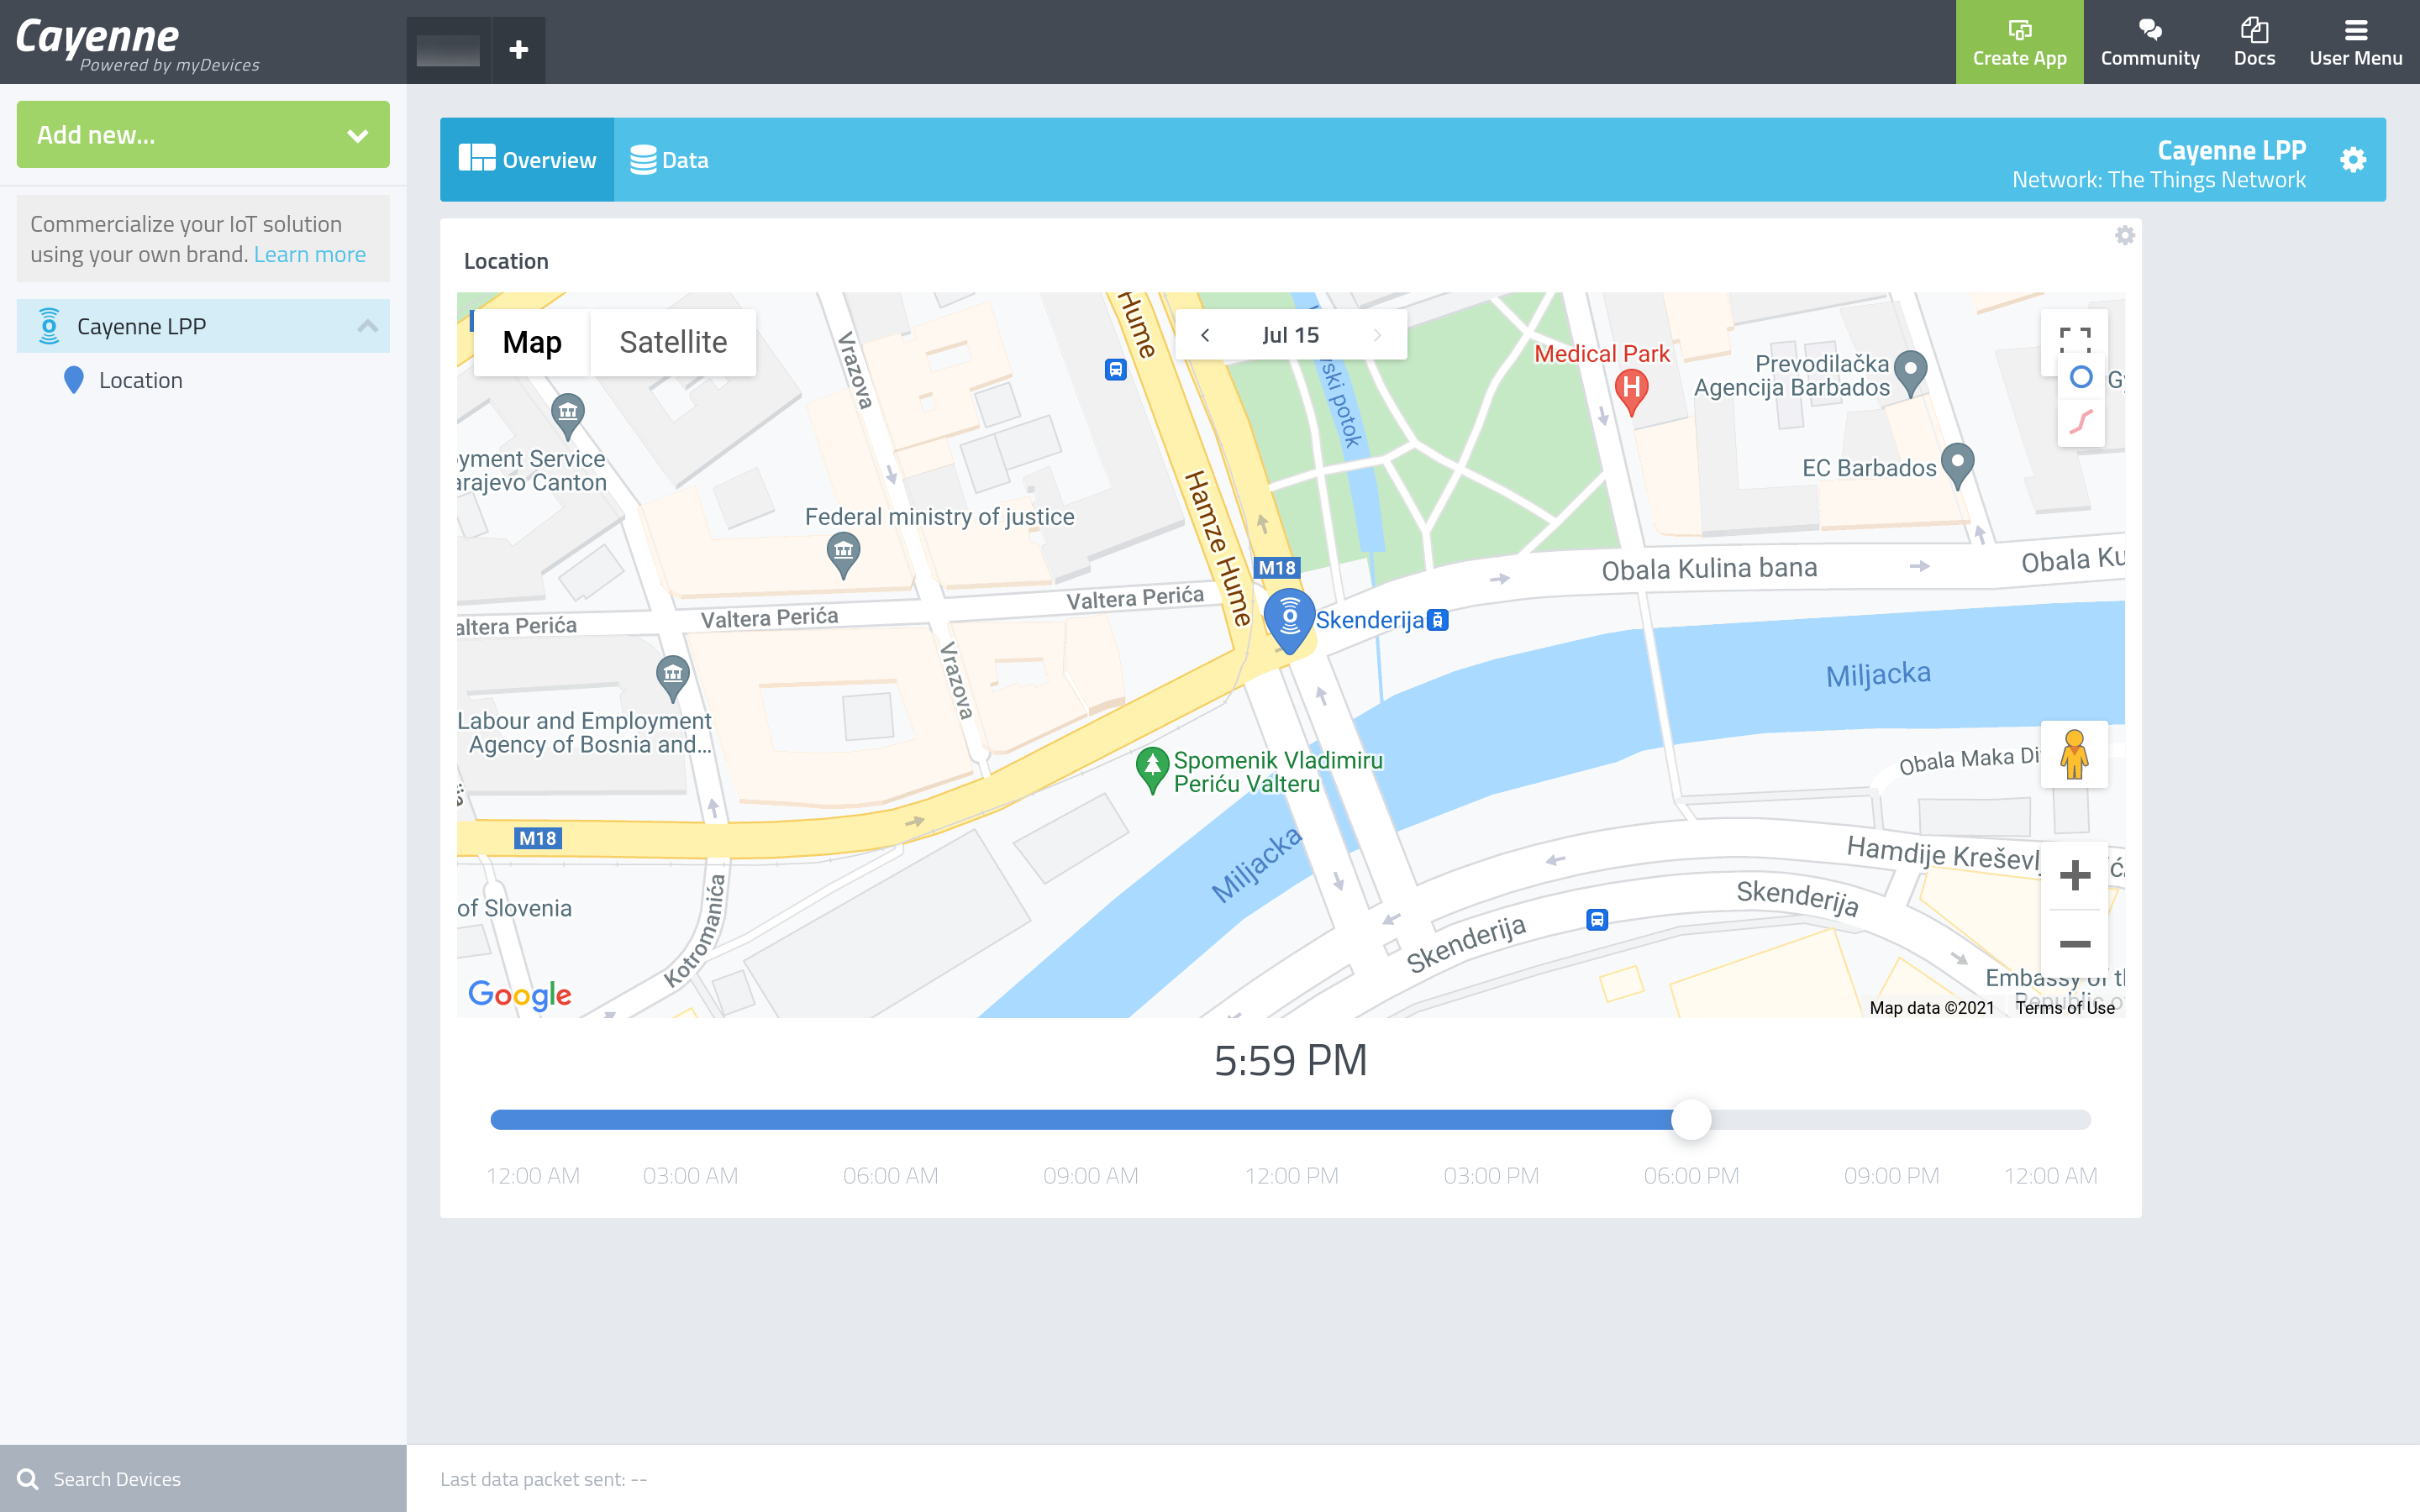 Cayenne
Powered by myDevices
+
Create App
Community
Docs
User Menu
Add new...
Commercialize your IoT solution
using your own brand. Learn more
Cayenne LPP
Location
Overview
Data
Cayenne LPP
Network: The Things Network
Location
Map
Satellite
Jul 15
Hume
Vrazova
ski potok
Medical Park
H
Prevodilačka
Agencija Barbados
EC Barbados
yment Service
arajevo Canton
Federal ministry of justice
Hamze Hume
M18
Obala Kulina bana
Obala Ku
Valtera Perića
Valtera Perića
altera Perića
Skenderija
Vrazova
Miljacka
Labour and Employment
Agency of Bosnia and...
Spomenik Vladimiru
Periću Valteru
Obala Maka Di
M18
Miljacka
Hamdije Kreševl
Skenderija
Skenderija
Kotromanića
of Slovenia
Embassy of t
Republic o
Google
Map data ©2021
Terms of Use
5:59 PM
12:00 AM
03:00 AM
06:00 AM
09:00 AM
12:00 PM
03:00 PM
06:00 PM
09:00 PM
12:00 AM
Search Devices
Last data packet sent: --